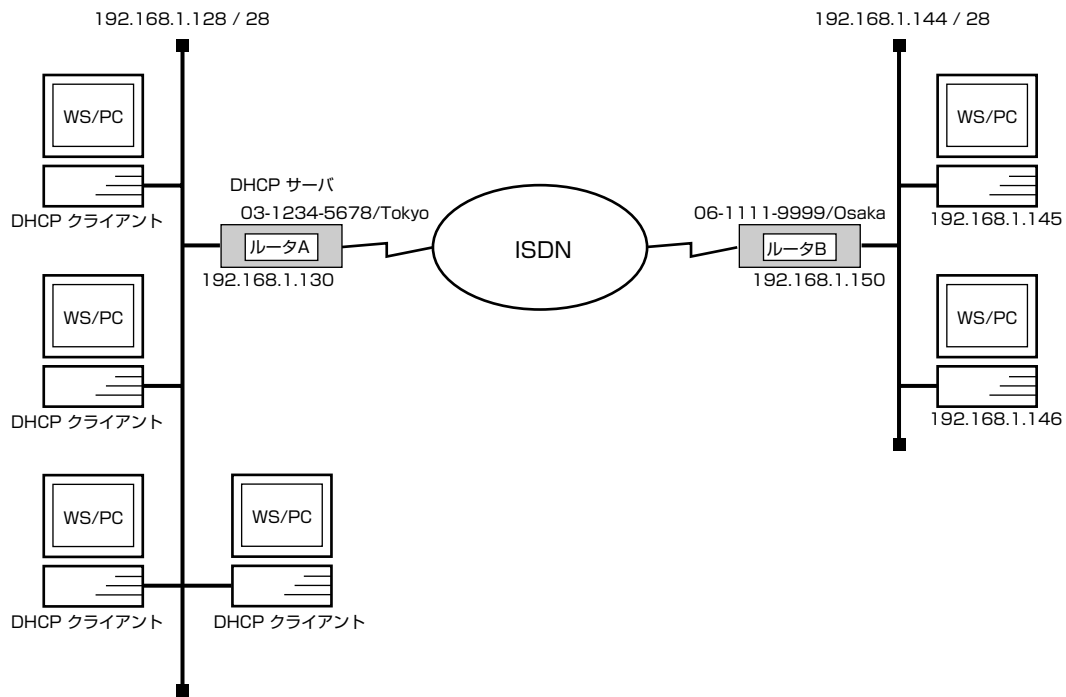 192.168.1.128 / 28
192.168.1.144 / 28
WS/PC
DHCP クライアント
WS/PC
192.168.1.145
DHCP サーバ
03-1234-5678/Tokyo
ルータA
192.168.1.130
ISDN
06-1111-9999/Osaka
ルータB
192.168.1.150
WS/PC
DHCP クライアント
WS/PC
192.168.1.146
WS/PC
DHCP クライアント
WS/PC
DHCP クライアント